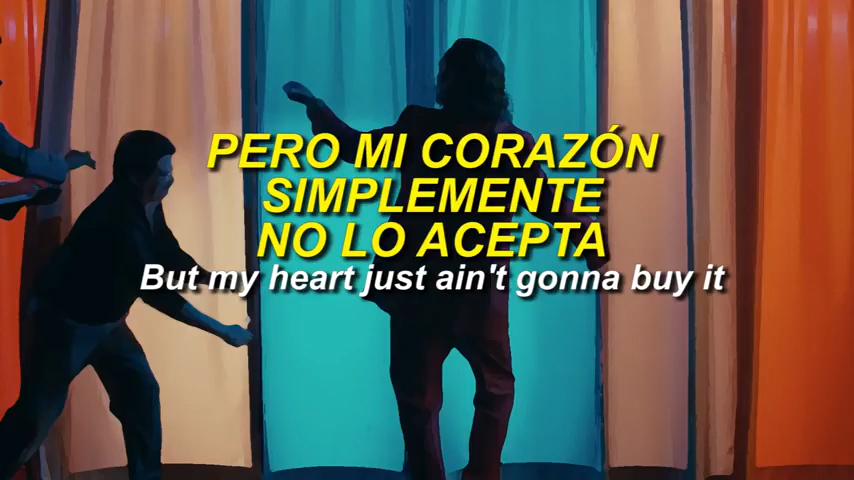 PERO MI CORAZÓN
SIMPLEMENTE
NO LO ACEPTA
But my heart just ain't gonna buy it